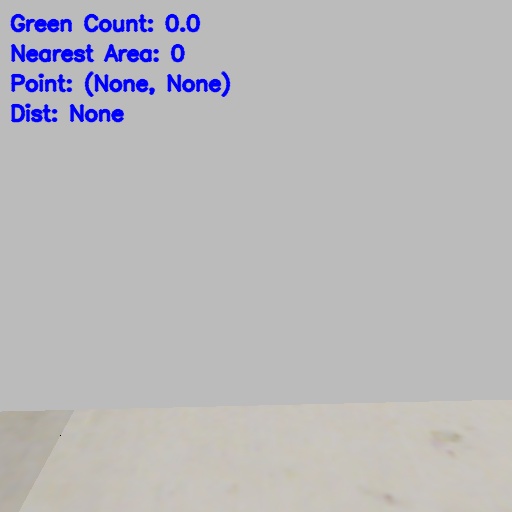 Green Count: 0.0
Nearest Area: 0
Point: (None, None)
Dist: None